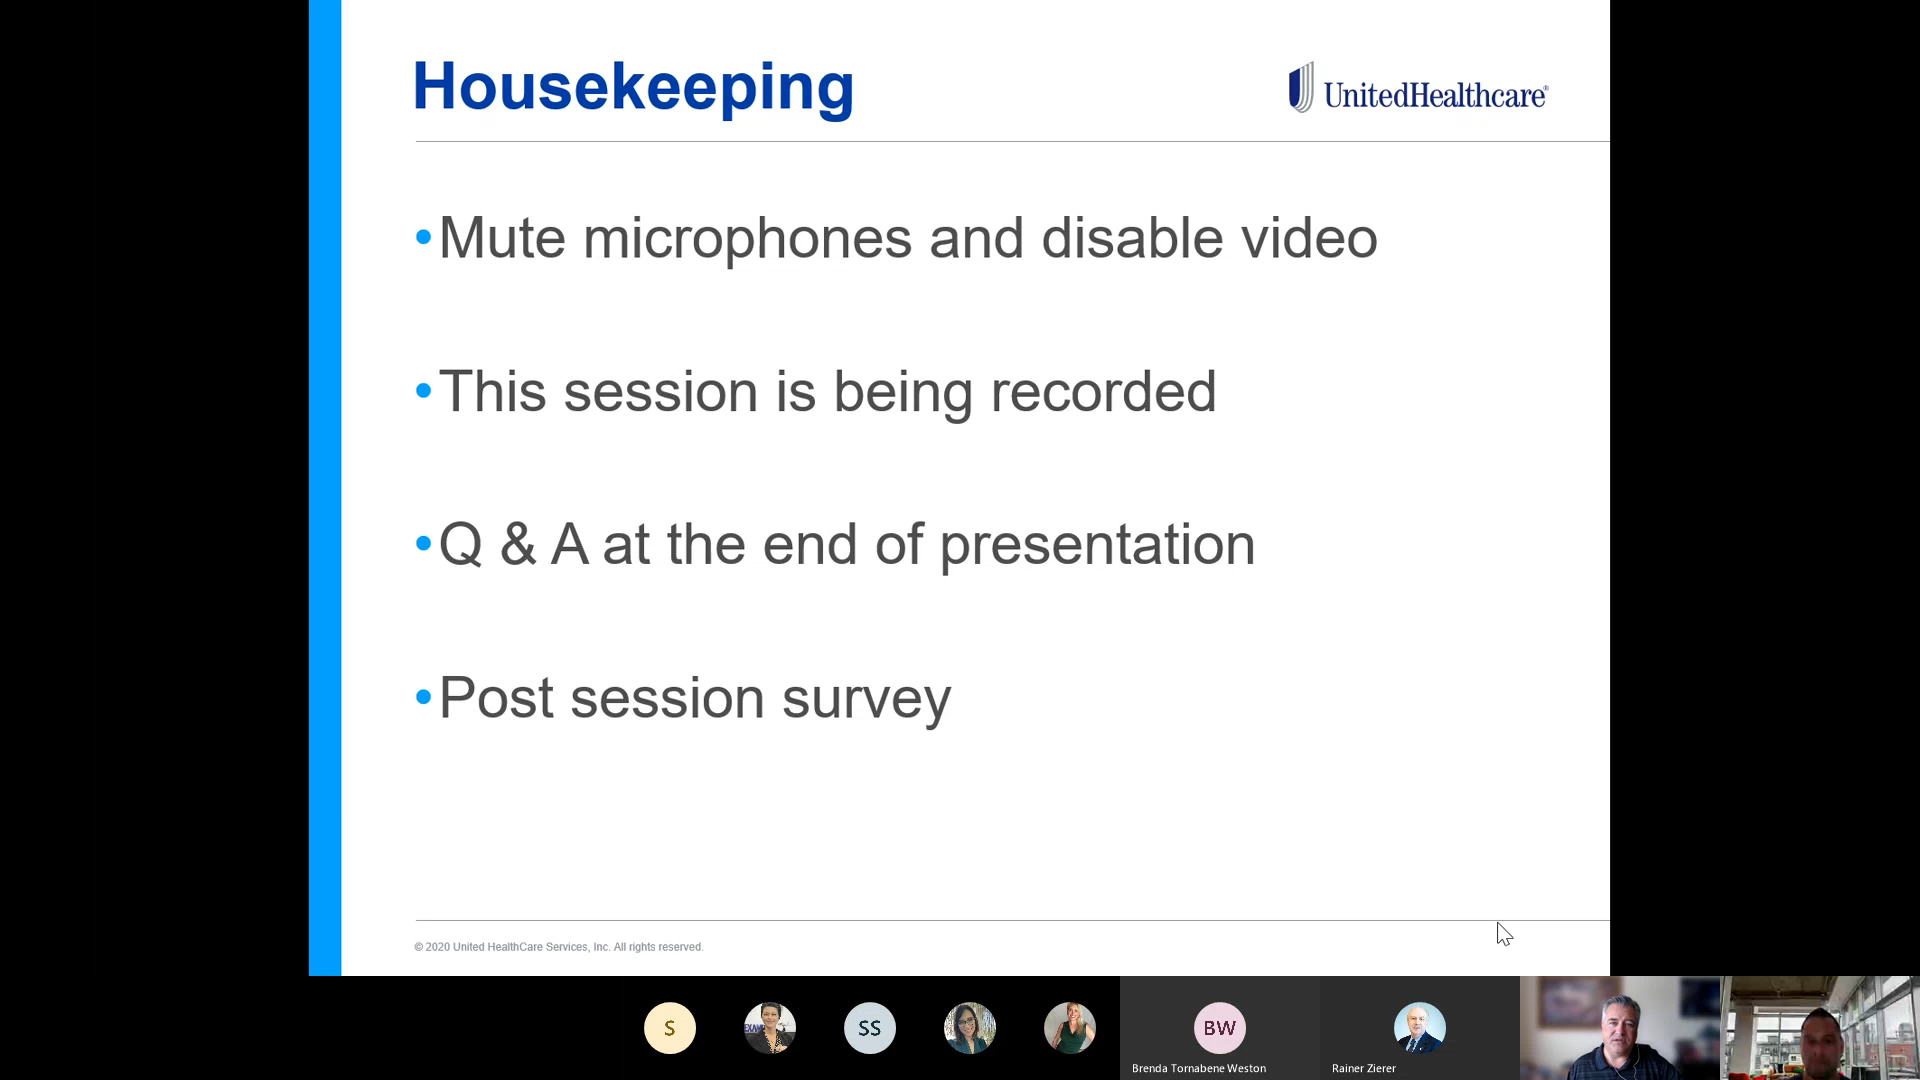 Housekeeping
UnitedHealthcare®
•Mute microphones and disable video
•This session is being recorded
•Q & A at the end of presentation
•Post session survey
© 2020 United HealthCare Services, Inc. All rights reserved.
S
SS
BW
Brenda Tornabene Weston
Rainer Zierer